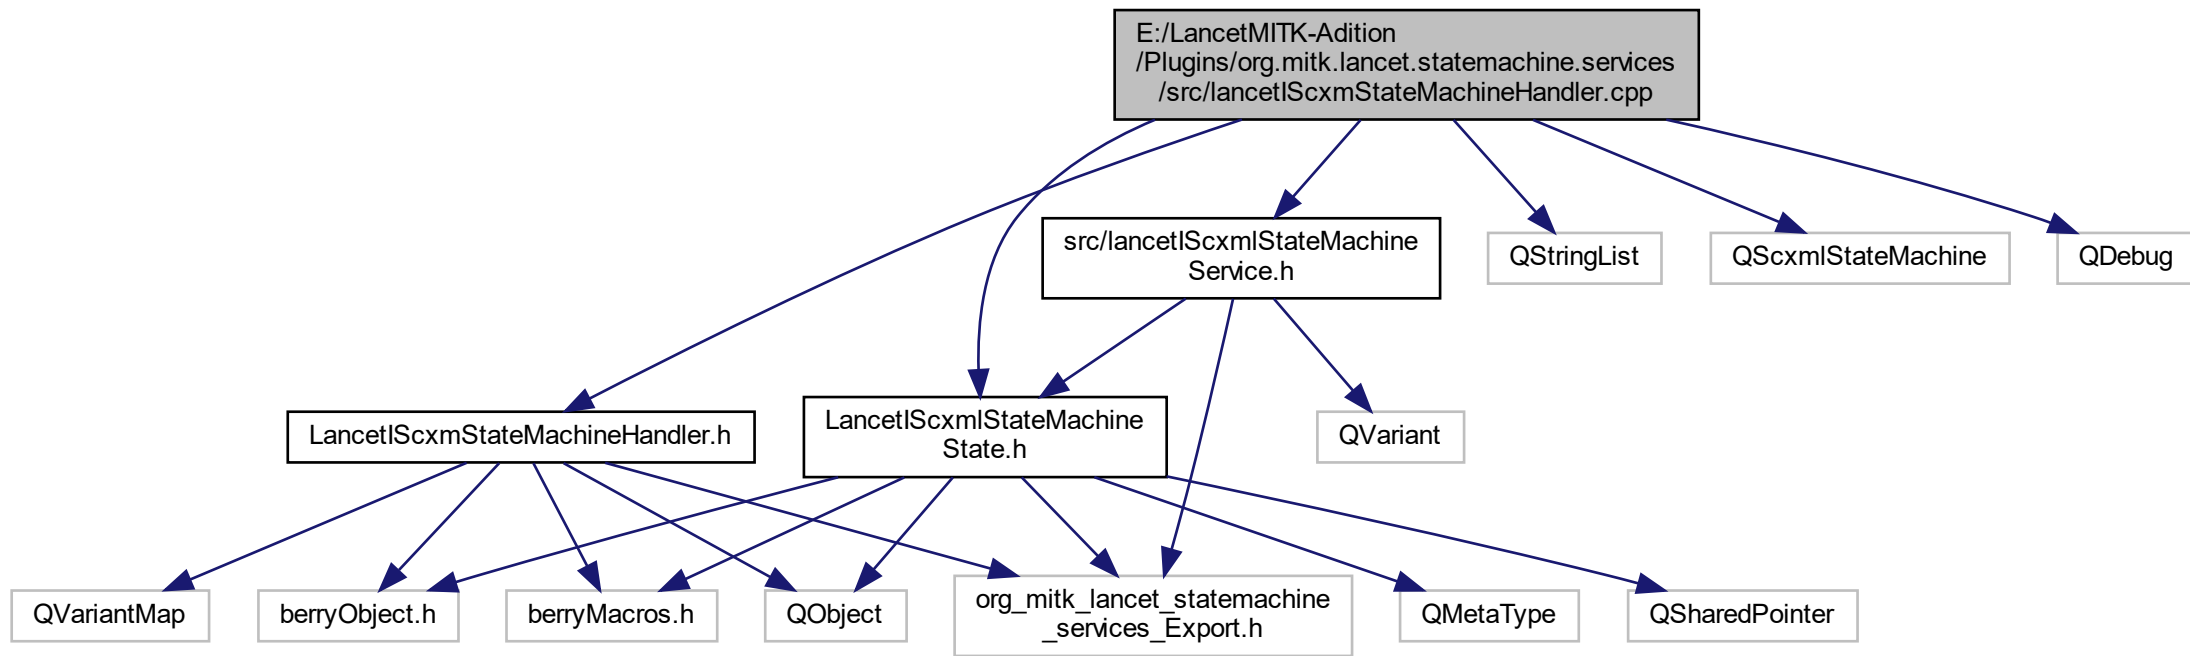 E:/LancetMITK-Adition
/Plugins/org.mitk.lancet.statemachine.services
/src/lancetIScxmStateMachineHandler.cpp
src/lancetIScxmlStateMachine
Service.h
QStringList
QScxmlStateMachine
QDebug
LancetIScxmStateMachineHandler.h
LancetIScxmlStateMachine
State.h
QVariant
QVariantMap
berryObject.h
berryMacros.h
QObject
org_mitk_lancet_statemachine
_services_Export.h
QMetaType
QSharedPointer